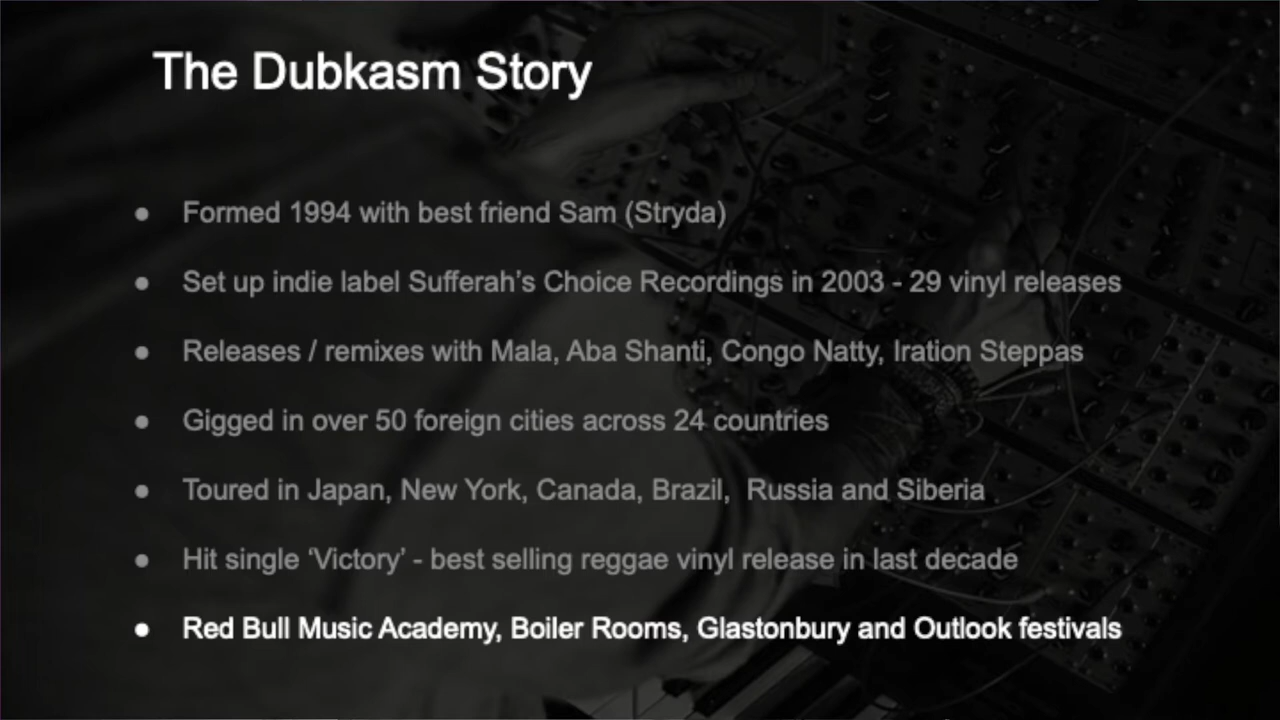 The Dubkasm Story
● Formed 1994 with best friend Sam (Stryda)
● Set up indie label Sufferah’s Choice Recordings in 2003 - 29 vinyl releases
● Releases / remixes with Mala, Aba Shanti, Congo Natty, Iration Steppas
● Gigged in over 50 foreign cities across 24 countries
● Toured in Japan, New York, Canada, Brazil,  Russia and Siberia
● Hit single ‘Victory’ - best selling reggae vinyl release in last decade
● Red Bull Music Academy, Boiler Rooms, Glastonbury and Outlook festivals